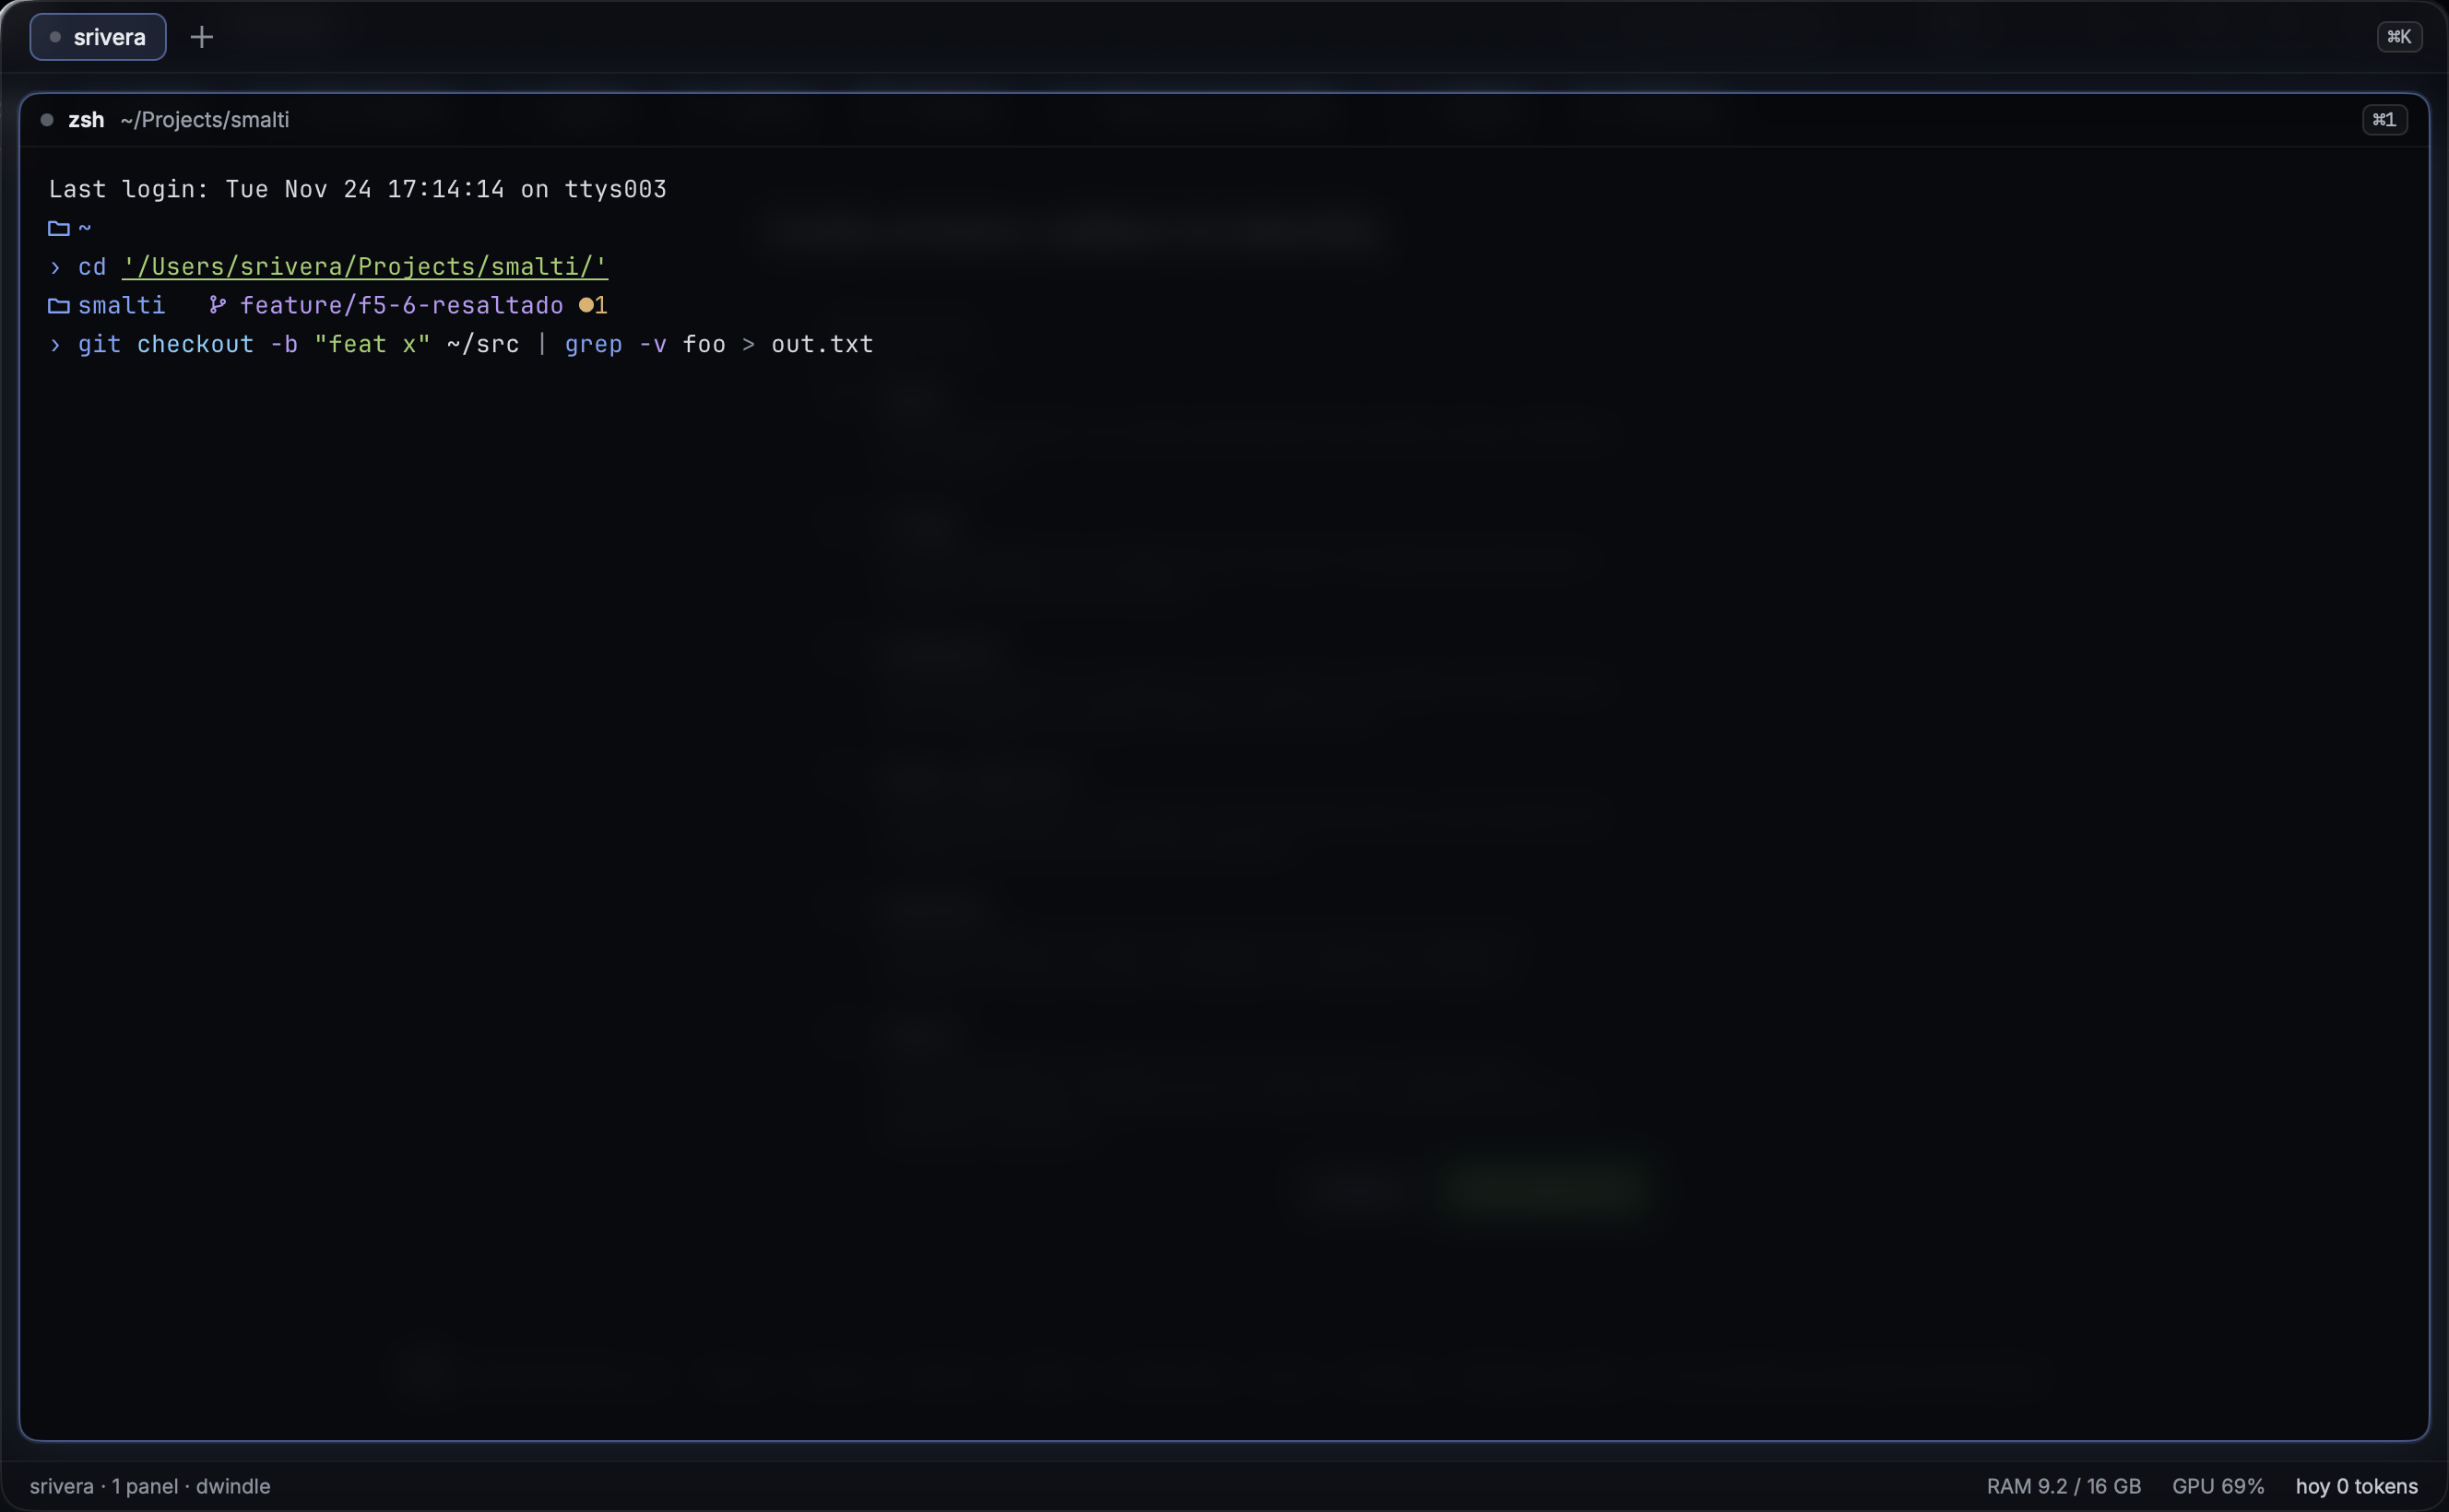 srivera
⌘K
zsh ~/Projects/smalti
⌘1
Last login: Tue Nov 24 17:14:14 on ttys003
~
› cd '/Users/srivera/Projects/smalti/'
smalti feature/f5-6-resaltado ●1
› git checkout -b "feat x" ~/src | grep -v foo > out.txt
srivera · 1 panel · dwindle
RAM 9.2 / 16 GB GPU 69% hoy 0 tokens